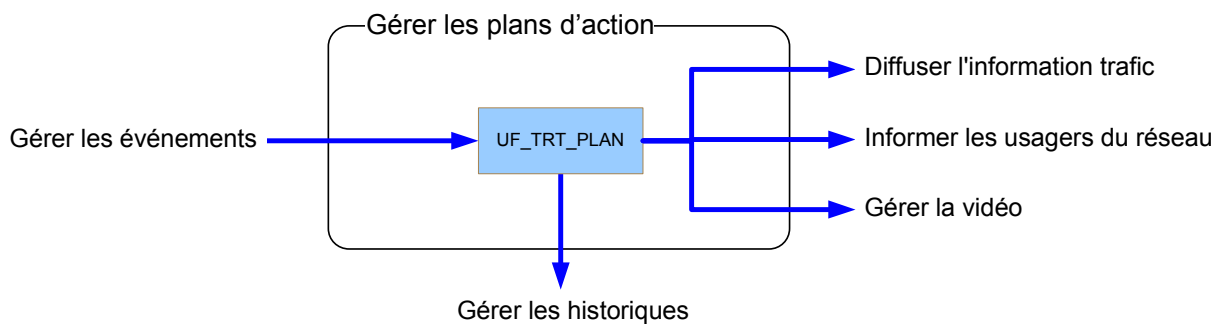 Gérer les plans d’action
Diffuser l'information trafic
Gérer les événements
UF_TRT_PLAN
Informer les usagers du réseau
Gérer la vidéo
Gérer les historiques